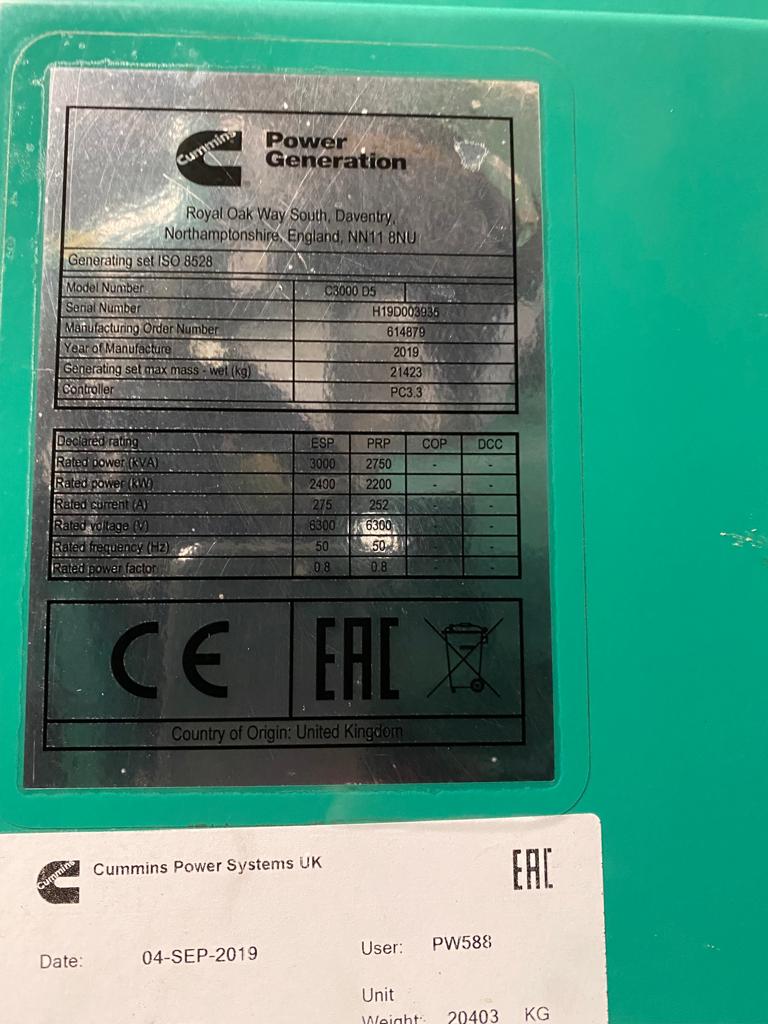 Cummins
Power
Generation
Royal Oak Way South, Daventry,
Northamptonshire, England, NN11 8NU
Generating set ISO 8528
Model Number C3000 D5
Serial Number H19D003935
Manufacturing Order Number 614879
Year of Manufacture 2019
Generating set max mass - wet (kg) 21423
Controller PC3.3
Declared rating ESP PRP COP DCC
Rated power (kVA) 3000 2750 - -
Rated power (kW) 2400 2200 - -
Rated current (A) 275 252 - -
Rated voltage (V) 6300 6300 - -
Rated frequency (Hz) 50 50 - -
Rated power factor 0.8 0.8 - -
CE EAC
Country of Origin: United Kingdom
Cummins Cummins Power Systems UK EAC
Date: 04-SEP-2019 User: PW588
Unit
Weight: 20403 KG